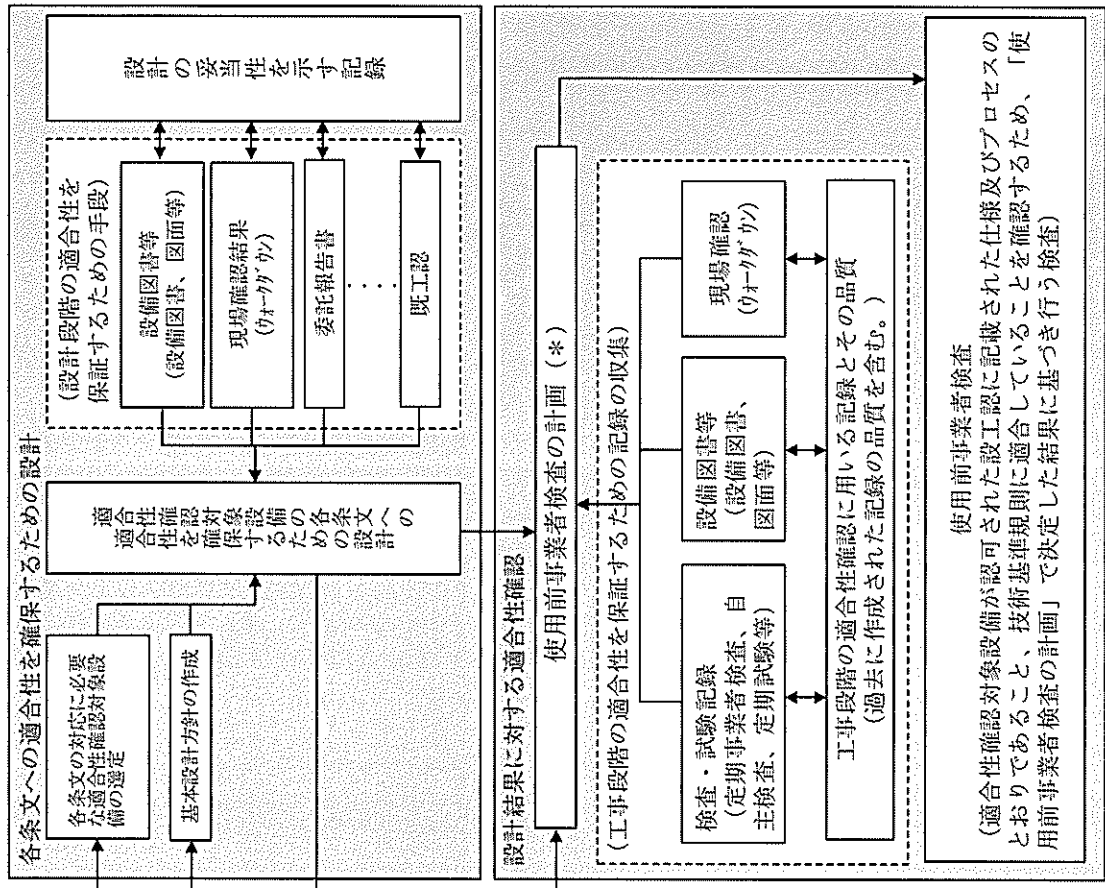 各条文への適合性を確保するための設計
各条文の対応に必要
な適合性確認対象設
備の選定
基本設計方針の作成
適合性確認対象設備の各条文への
適合性を確保するための設計
(設計段階の適合性を
保証するための手段)
設備図書等
(設備図書、図面等)
現場確認結果
(ｳｫｰｸﾀﾞｳﾝ)
委託報告書
・・・・
既工認
設計の妥当性を示す記録
設計結果に対する適合性確認
使用前事業者検査の計画 (＊)
(工事段階の適合性を保証するための記録の収集)
検査・試験記録
(定期事業者検査、自
主検査、定期試験等)
設備図書等
(設備図書、
図面等)
現場確認
(ｳｫｰｸﾀﾞｳﾝ)
工事段階の適合性確認に用いる記録とその品質
(過去に作成された記録の品質を含む。)
使用前事業者検査
(適合性確認対象設備が認可された設工認に記載された仕様及びプロセスの
とおりであること、技術基準規則に適合していることを確認するため、「使
用前事業者検査の計画」で決定した結果に基づき行う検査)